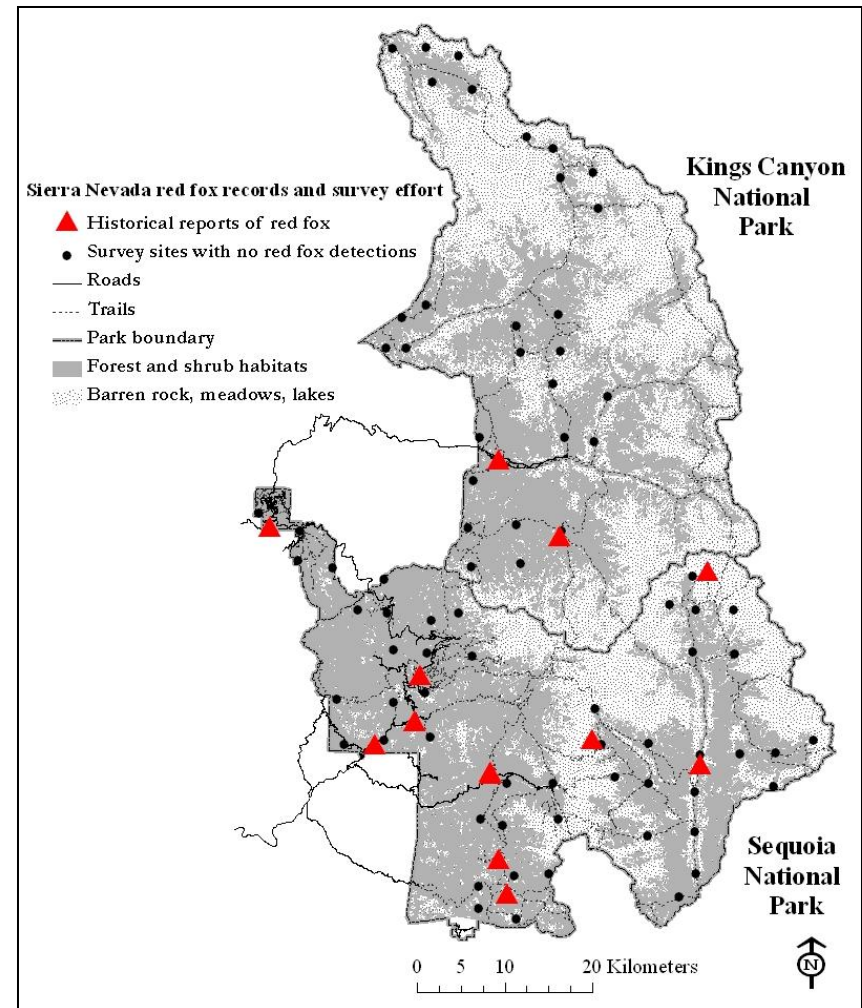 Kings Canyon
National
Park
Sierra Nevada red fox records and survey effort
Historical reports of red fox
Survey sites with no red fox detections
Roads
Trails
Park boundary
Forest and shrub habitats
Barren rock, meadows, lakes
Sequoia
National
Park
N
0 5 10 20 Kilometers